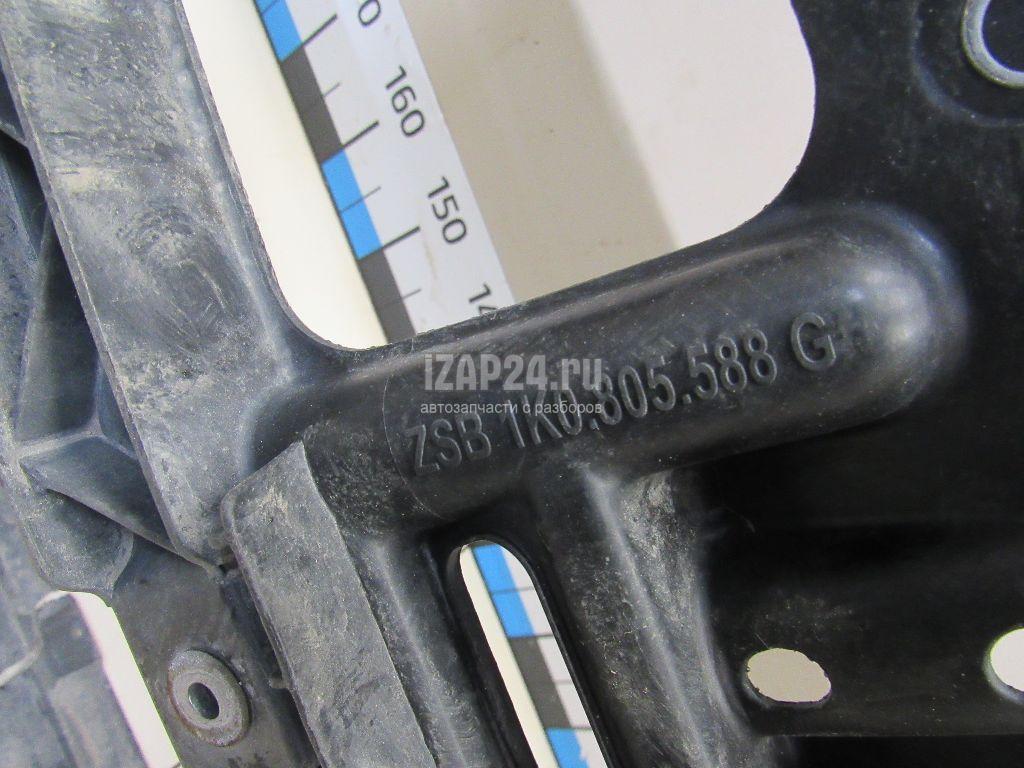 160
150
iZAP24.ru
автозапчасти с разборов
ZSB 1K0.805.588 G